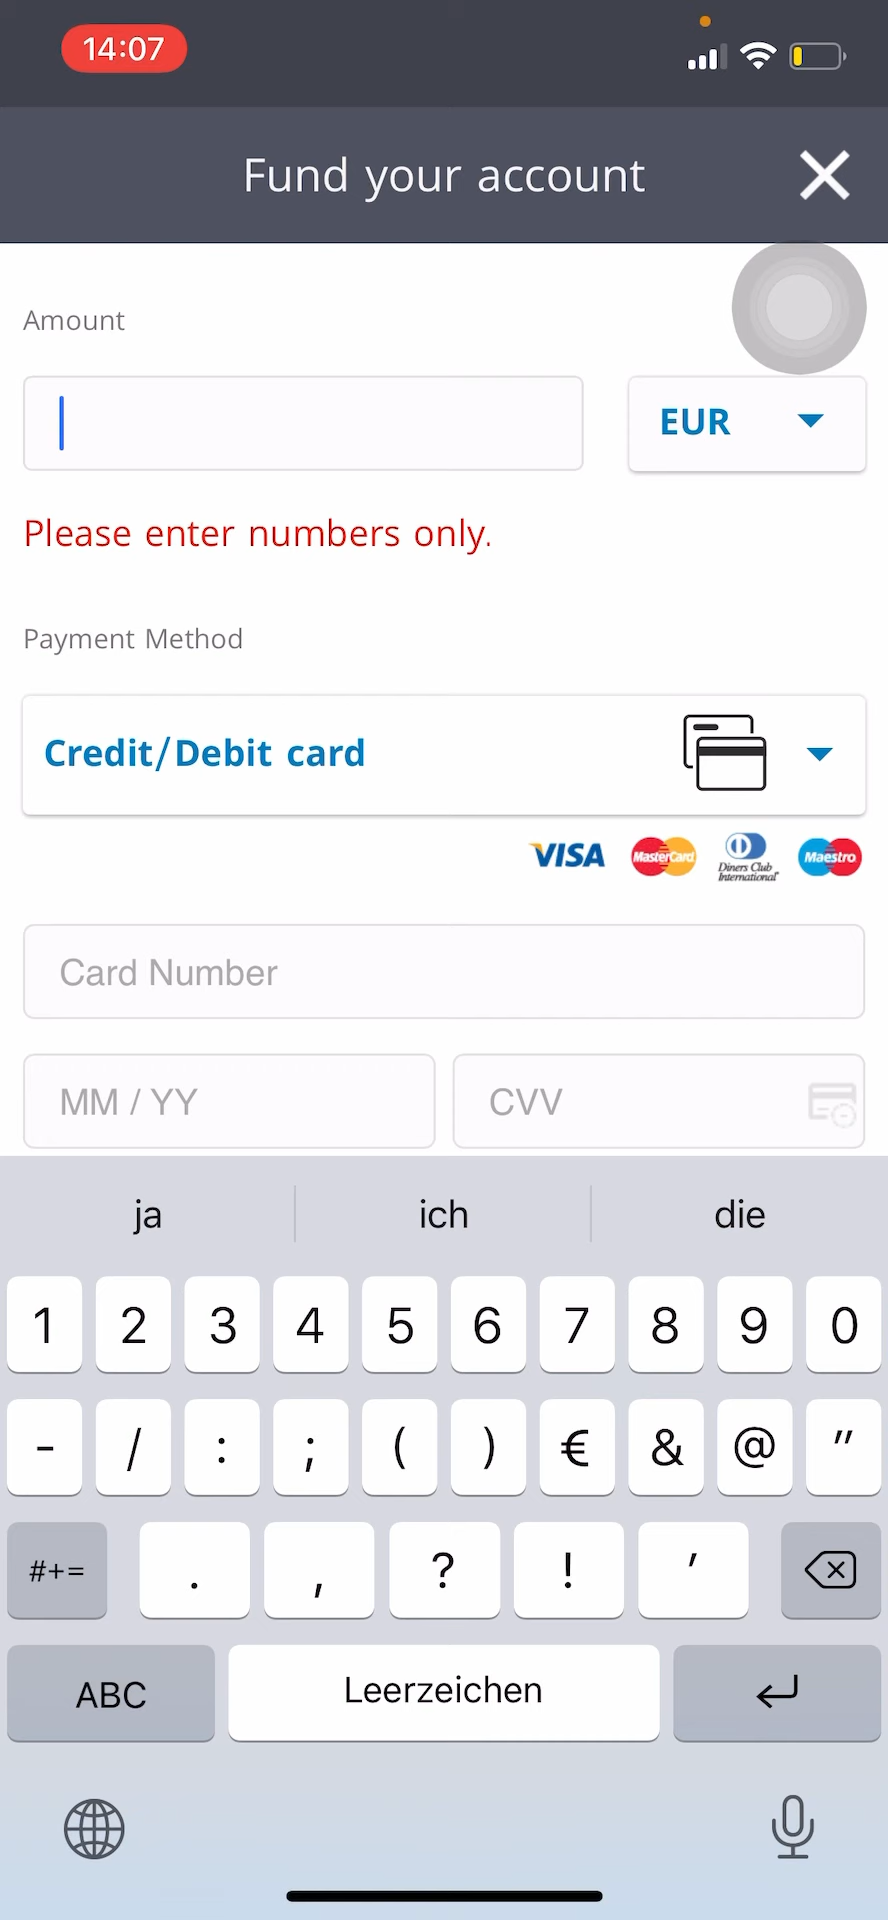 14:07
Fund your account
Amount
EUR
Please enter numbers only.
Payment Method
Credit/Debit card
VISA MasterCard Diners Club International Maestro
Card Number
MM / YY CVV
ja ich die
1 2 3 4 5 6 7 8 9 0
- / : ; ( ) € & @ "
#+= . , ? ! '
ABC Leerzeichen